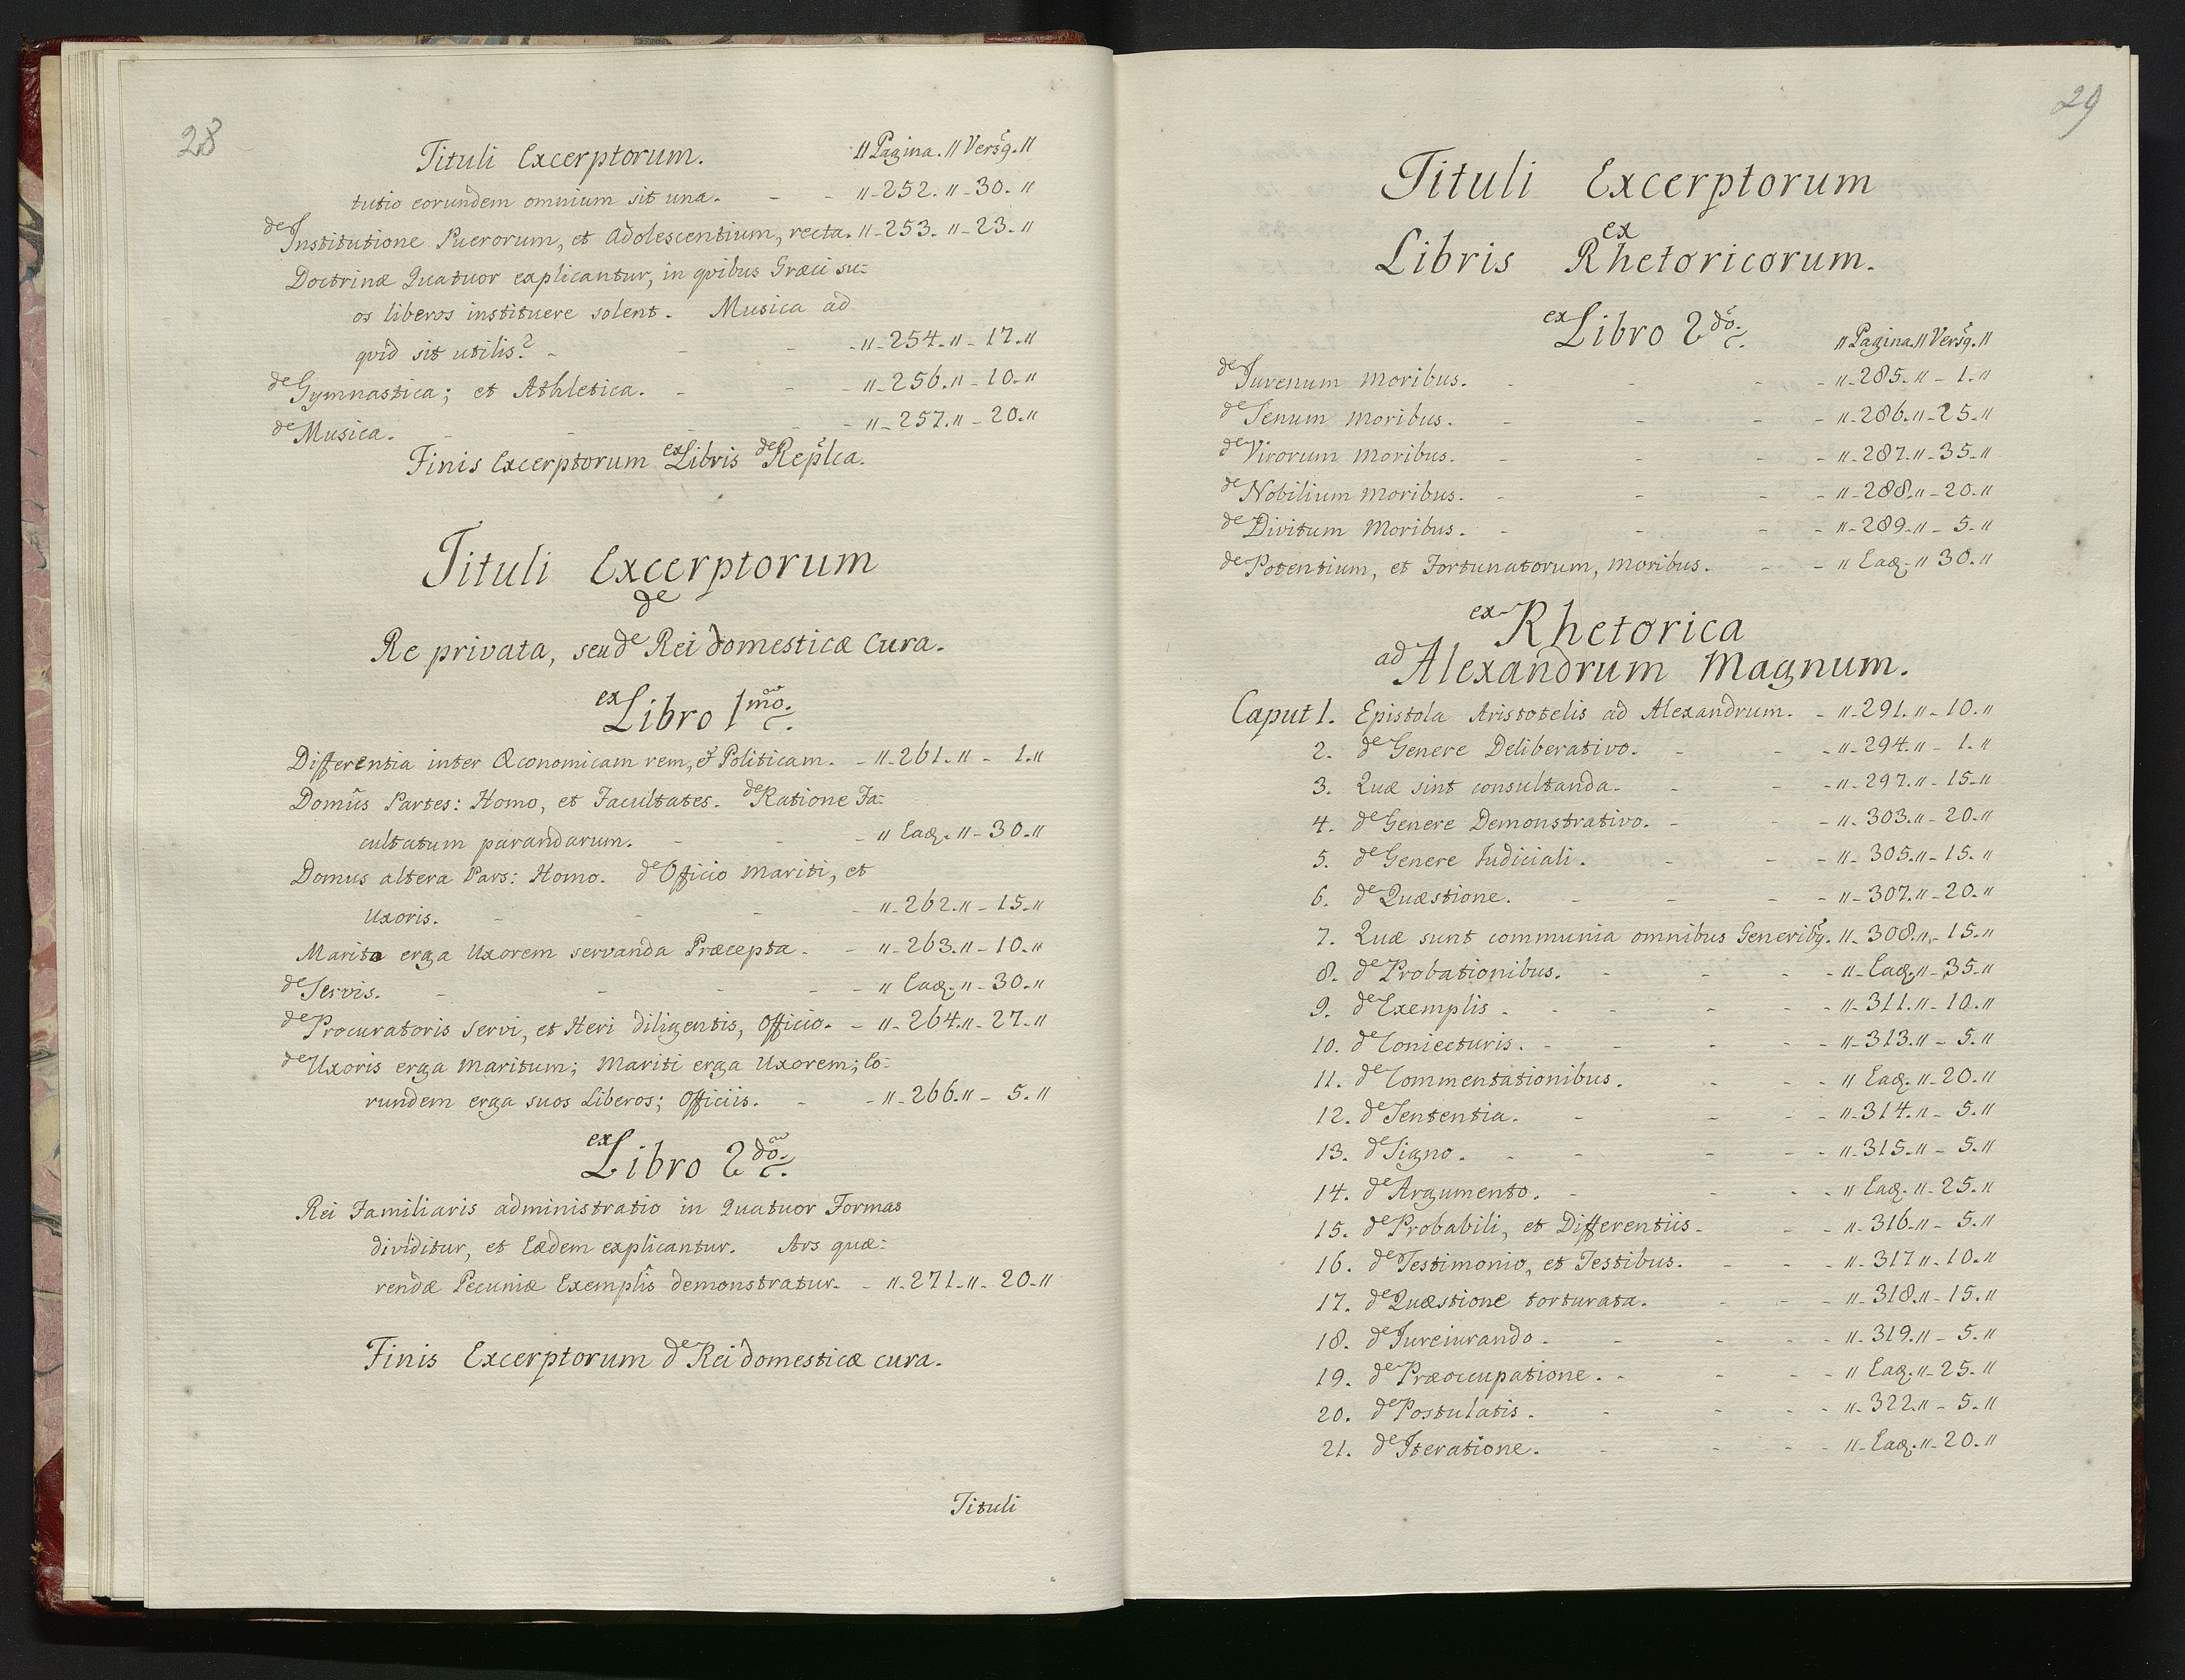 28
Tituli Excerptorum. " Pagina. " Versq. "
tutio eorundem omnium sit una. - - "-252. "-30. "
de Institutione Puerorum, et Adolescentium, recta. "-253. "-23. "
Doctrinæ Quatuor explicantur, in qvibus Græci su:
os liberos instituere solent. Musica ad
qvid sit utilis? - - - -"-254.-"-17."
de Gymnastica; et Athletica. - - - "-256."-10-"
de Musica. - - - - - "-257."-20."
Finis Excerptorum ex Libris de Replca.
Tituli Excerptorum
de
Re privata, seu de Rei domesticæ Cura.
ex Libro 1mo.
Differentia inter Œconomicam rem, & Politicam. - "-261." - 1."
Domûs Partes: Homo, et Facultates. de Ratione Fa:
cultatum parandarum. - - - " Eaq. "-30."
Domus altera Pars: Homo. de Officio Mariti, et
Uxoris. - - - - "-262."-15-"
Marito erga Uxorem servanda Præcepta. - "-263."-10."
de Servis. - - - - - " Eaq. "-30."
de Procuratoris Servi, et Heri diligentis, Officio. - "-264."-27-"
de Uxoris erga Maritum; Mariti erga Uxorem; Eo:
rundem erga suos Liberos; Officiis. - -"-266."- 5."
ex Libro 2do.
Rei Familiaris administratio in Quatuor Formas
dividitur, et Eædem explicantur. Ars quæ:
rendæ Pecuniæ Exemplis demonstratur. - "-271-"-20-"
Finis Excerptorum de Rei domesticæ cura.
Tituli
29
Tituli Excerptorum
ex
Libris Rhetoricorum.
ex Libro 2do.
" Pagina." Versq. "
de Iuvenum Moribus. - - - - "-285." - 1."
de Senum Moribus. - - - - "-286."-25."
de Virorum Moribus. - - - - "-287."-35-"
de Nobilium Moribus. - - - - "-288."-20-"
de Divitum Moribus. - - - - "-289-"- 5."
de Potentium, et Fortunatorum, Moribus. - - " Eaq-" 30."
ex Rhetorica
ad Alexandrum Magnum.
Caput 1. Epistola Aristotelis ad Alexandrum. - "-291."-10."
2. de Genere Deliberativo. - - -"-294."- 1."
3. Quæ sint consultanda. - - -"-297."-15-"
4. de Genere Demonstrativo. - - - "-303."-20."
5. de Genere Iudiciali. - - - "-305."-15. "
6. de Quæstione. - - - - "-307."-20."
7. Quæ sunt communia omnibus Generibq. "-308."-15."
8. de Probationibus. - - - - "-Eaq."-35-"
9. de Exemplis. - - - - - "-311."-10."
10. de Coniecturis. - - - - - "-313."- 5."
11. de Commentationibus. - - - " Eaq. "-20."
12. de Sententia. - - - - "-314."- 5."
13. de Signo. - - - - - "-315."- 5."
14. de Argumento. - - - - " Eaq. "-25."
15. de Probabili, et Differentiis. - - "-316-"- 5."
16. de Testimonio, et Testibus. - - - "-317"-10."
17. de Quæstione torturata. - - - "-318."-15."
18. de Iureiurando. - - - - "-319."- 5."
19. de Præoccupatione. - - - - " Eaq."-25."
20. de Postulatis. - - - - "-322."- 5."
21. de Iteratione. - - - - "-Eaq."-20."